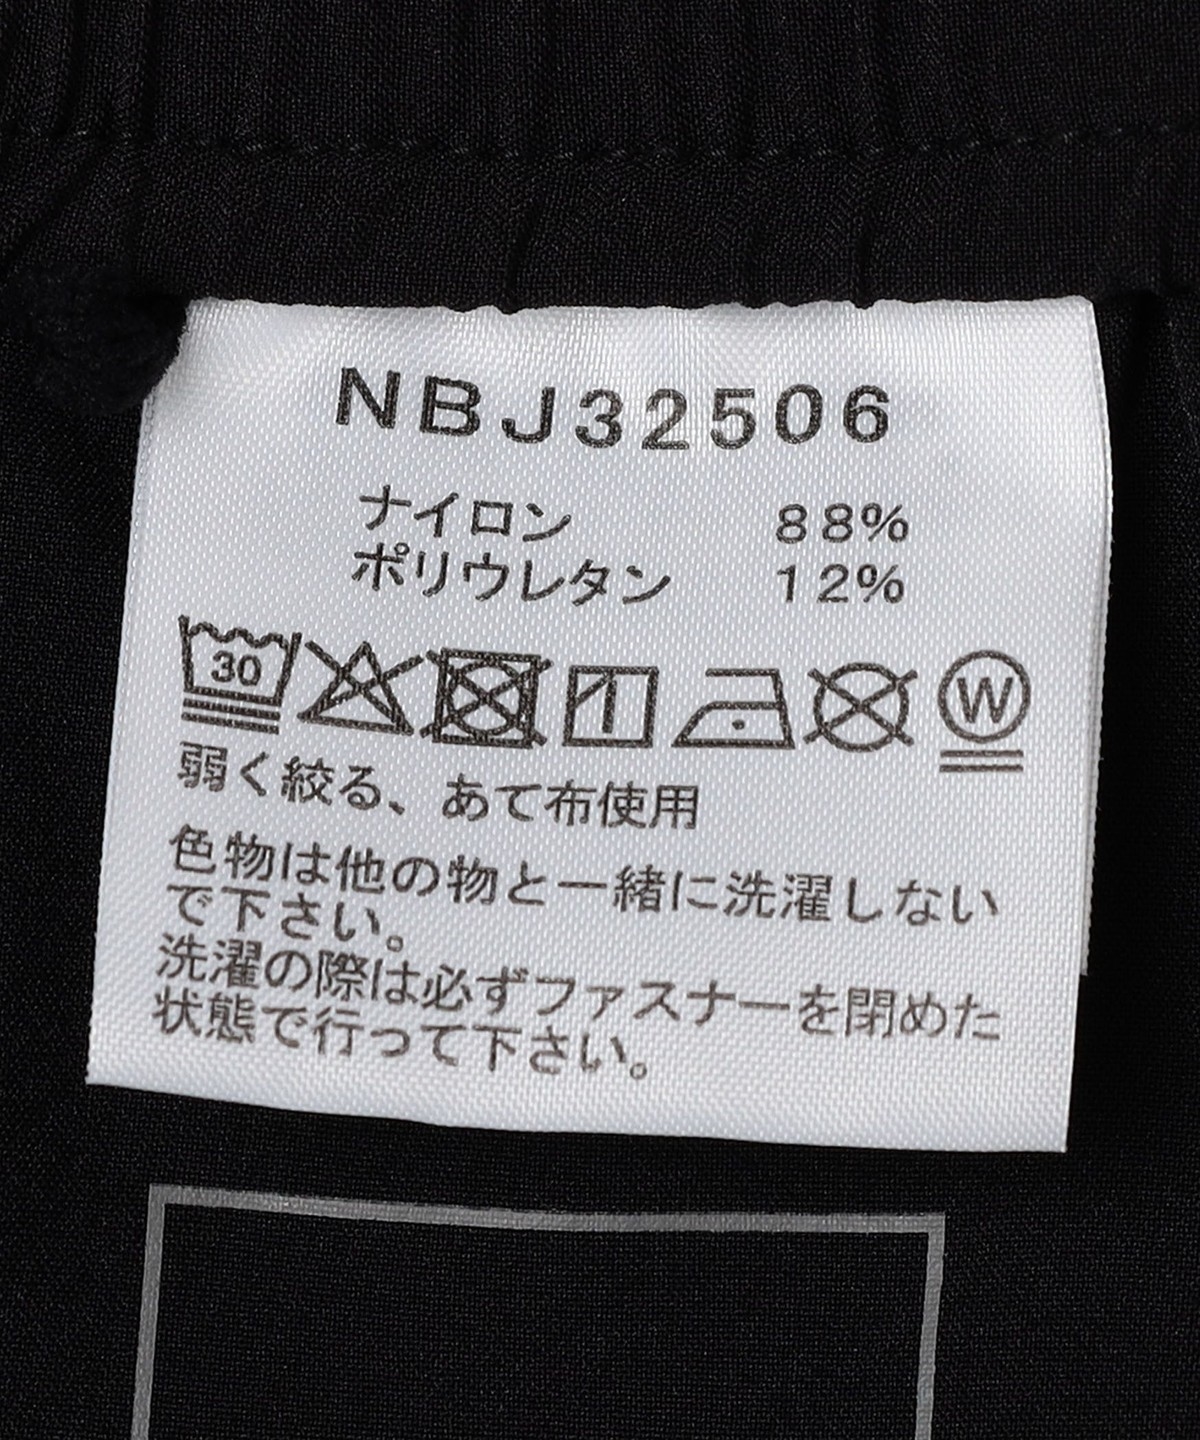 NBJ32506
ナイロン 88%
ポリウレタン 12%
30 W
弱く絞る、あて布使用
色物は他の物と一緒に洗濯しない
で下さい。
洗濯の際は必ずファスナーを閉めた
状態で行って下さい。